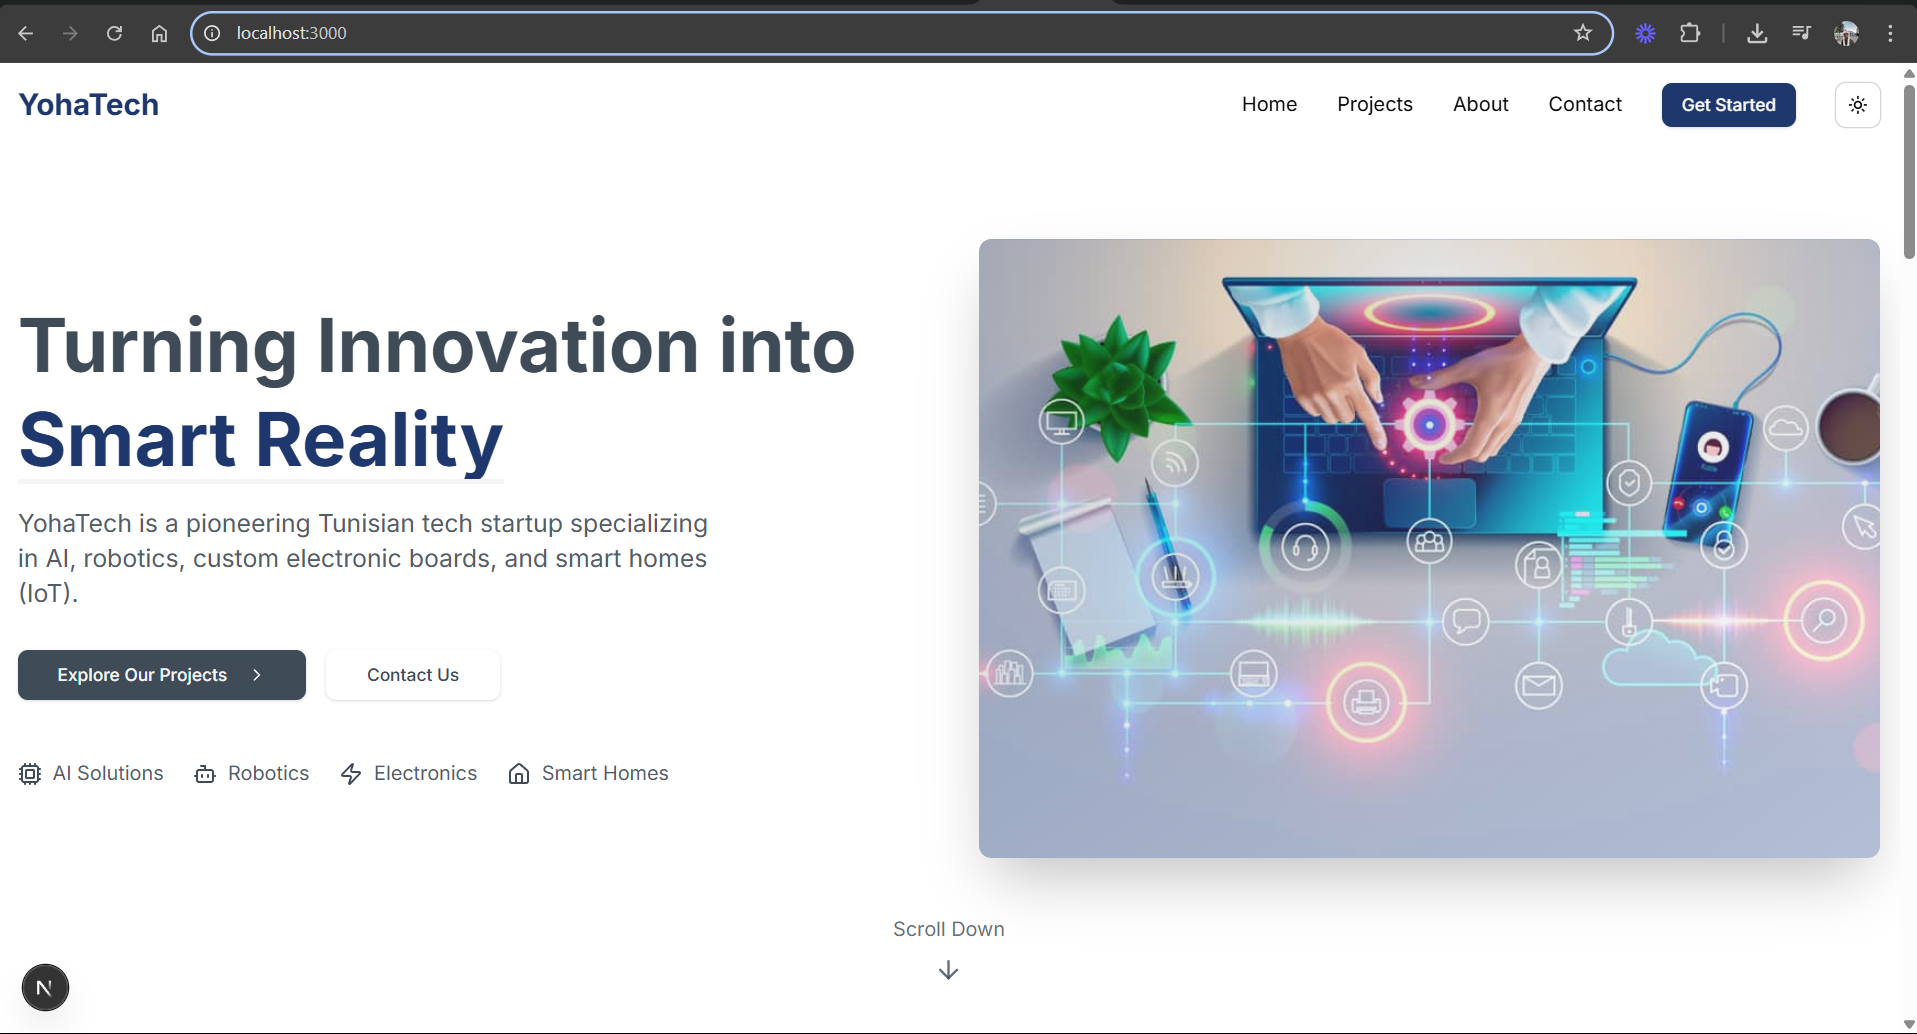 localhost:3000
YohaTech
Home
Projects
About
Contact
Get Started
Turning Innovation into
Smart Reality
YohaTech is a pioneering Tunisian tech startup specializing
in AI, robotics, custom electronic boards, and smart homes
(IoT).
Explore Our Projects
Contact Us
AI Solutions
Robotics
Electronics
Smart Homes
Scroll Down
N